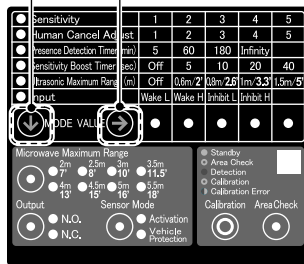 Sensitivity 1 2 3 4 5
Human Cancel Adjust 1 2 3 4 5
Presence Detection Timer (min) 5 60 180 Infinity
Sensitivity Boost Timer (sec) Off 5 10 20 40
Ultrasonic Maximum Range (m) Off 0.6m/2' 0.8m/2.6' 1m/3.3' 1.5m/5'
Input Wake L Wake H Inhibit L Inhibit H
MODE VALUE
Microwave Maximum Range
2m 7' 2.5m 8' 3m 10' 3.5m 11.5'
4m 13' 4.5m 15' 5m 16' 5.5m 18'
Output Sensor Mode
N.O. Activation
N.C. Vehicle Protection
Standby
Area Check
Detection
Calibration
Calibration Error
Calibration Area Check